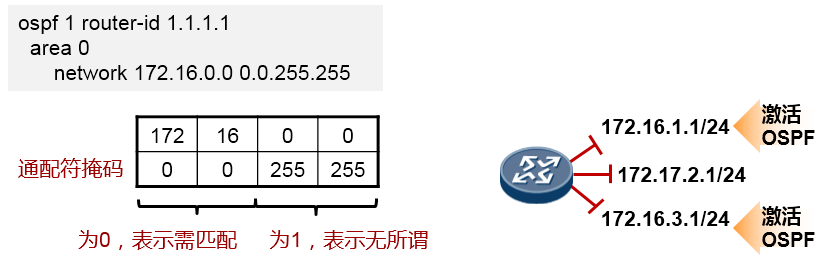 ospf 1 router-id 1.1.1.1
area 0
network 172.16.0.0 0.0.255.255
172 16 0 0
通配符掩码 0 0 255 255
为0，表示需匹配 为1，表示无所谓
172.16.1.1/24
激活
OSPF
172.17.2.1/24
172.16.3.1/24
激活
OSPF